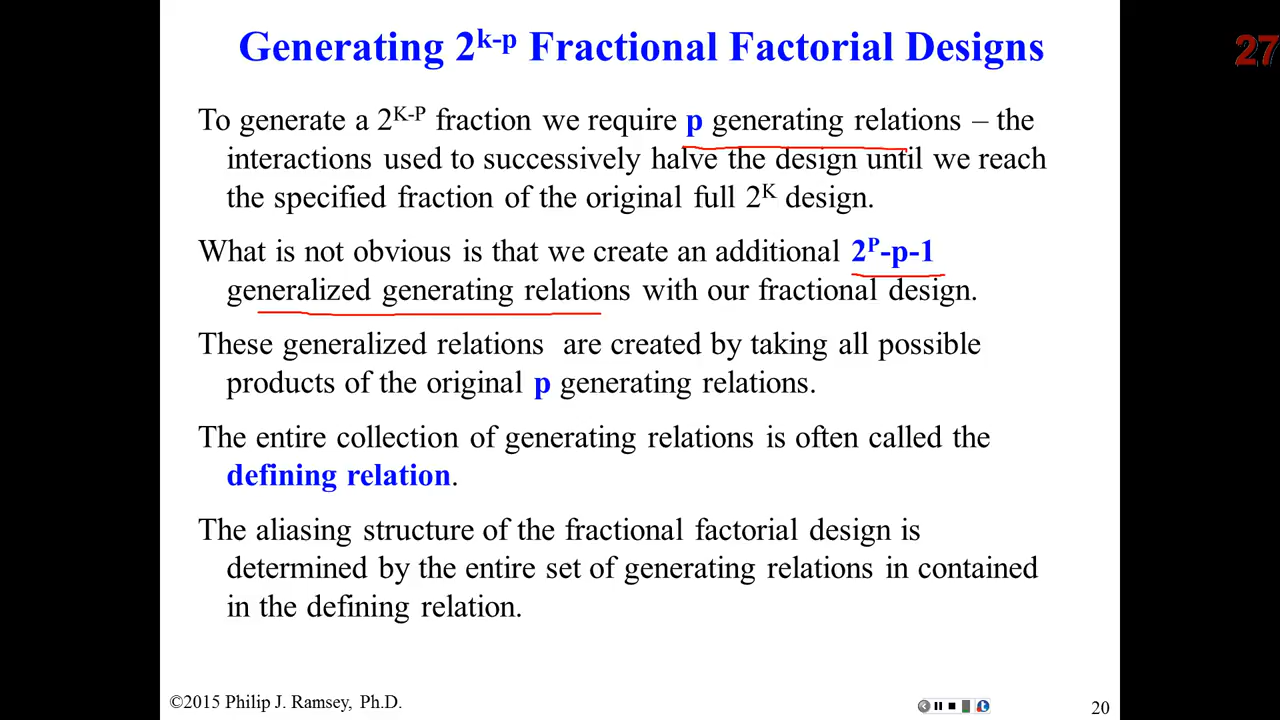 Generating 2^k-p Fractional Factorial Designs
27
To generate a 2^K-P fraction we require p generating relations – the
interactions used to successively halve the design until we reach
the specified fraction of the original full 2^K design.
What is not obvious is that we create an additional 2^P-p-1
generalized generating relations with our fractional design.
These generalized relations are created by taking all possible
products of the original p generating relations.
The entire collection of generating relations is often called the
defining relation.
The aliasing structure of the fractional factorial design is
determined by the entire set of generating relations in contained
in the defining relation.
©2015 Philip J. Ramsey, Ph.D.
20